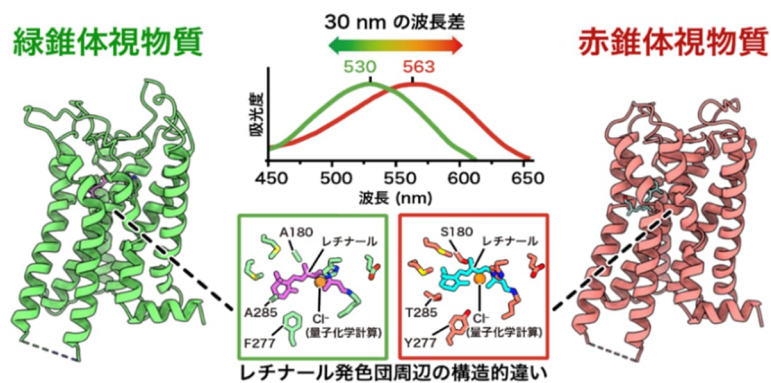 緑錐体視物質
30 nm の波長差
赤錐体視物質
530
563
吸光度
450
500
550
600
650
波長 (nm)
A180
レチナール
A285
F277
Cl-
(量子化学計算)
S180
レチナール
T285
Y277
Cl-
(量子化学計算)
レチナール発色団周辺の構造的違い